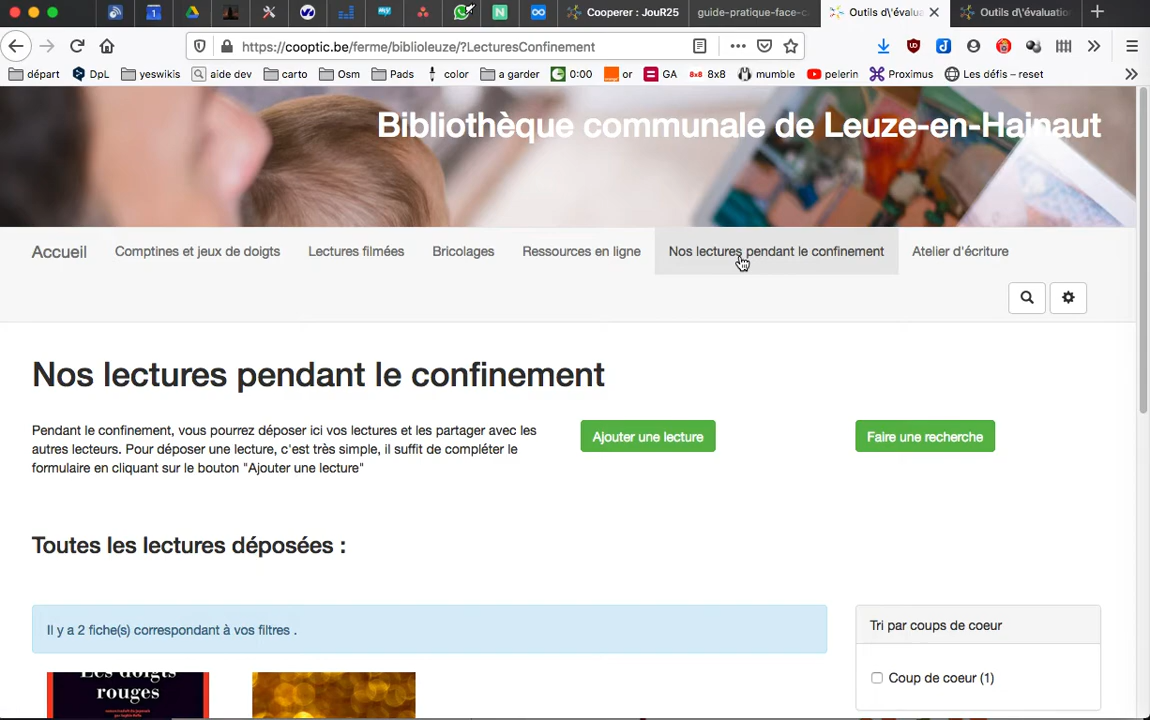 Cooperer : JouR25
guide-pratique-face-c
Outils d\'évalua
Outils d\'évaluation
https://cooptic.be/ferme/biblioleuze/?LecturesConfinement
départ DpL yeswikis aide dev carto Osm Pads color a garder 0:00 or GA 8x8 8X8 mumble pelerin Proximus Les défis – reset
Bibliothèque communale de Leuze-en-Hainaut
Accueil Comptines et jeux de doigts Lectures filmées Bricolages Ressources en ligne Nos lectures pendant le confinement Atelier d'écriture
Nos lectures pendant le confinement
Pendant le confinement, vous pourrez déposer ici vos lectures et les partager avec les
autres lecteurs. Pour déposer une lecture, c'est très simple, il suffit de compléter le
formulaire en cliquant sur le bouton "Ajouter une lecture"
Ajouter une lecture
Faire une recherche
Toutes les lectures déposées :
Il y a 2 fiche(s) correspondant à vos filtres .
Tri par coups de coeur
Coup de coeur (1)
Les doigts
rouges